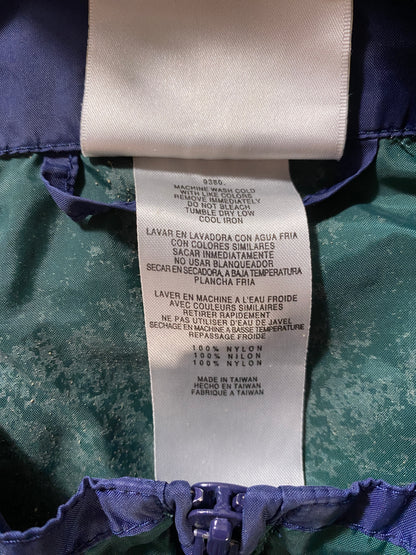 9380
MACHINE WASH COLD
WITH LIKE COLORS
REMOVE IMMEDIATELY
DO NOT BLEACH
TUMBLE DRY LOW
COOL IRON
LAVAR EN LAVADORA CON AGUA FRIA
CON COLORES SIMILARES
SACAR INMEDIATAMENTE
NO USAR BLANQUEADOR
SECAR EN SECADORA, A BAJA TEMPERATURA
PLANCHA FRIA
LAVER EN MACHINE A L'EAU FROIDE
AVEC COULEURS SIMILAIRES
RETIRER RAPIDEMENT
NE PAS UTILISER D'EAU DE JAVEL
SECHAGE EN MACHINE A BASSE TEMPERATURE
REPASSAGE FROID
100% NYLON
100% NILON
100% NYLON
MADE IN TAIWAN
HECHO EN TAIWAN
FABRIQUE A TAIWAN